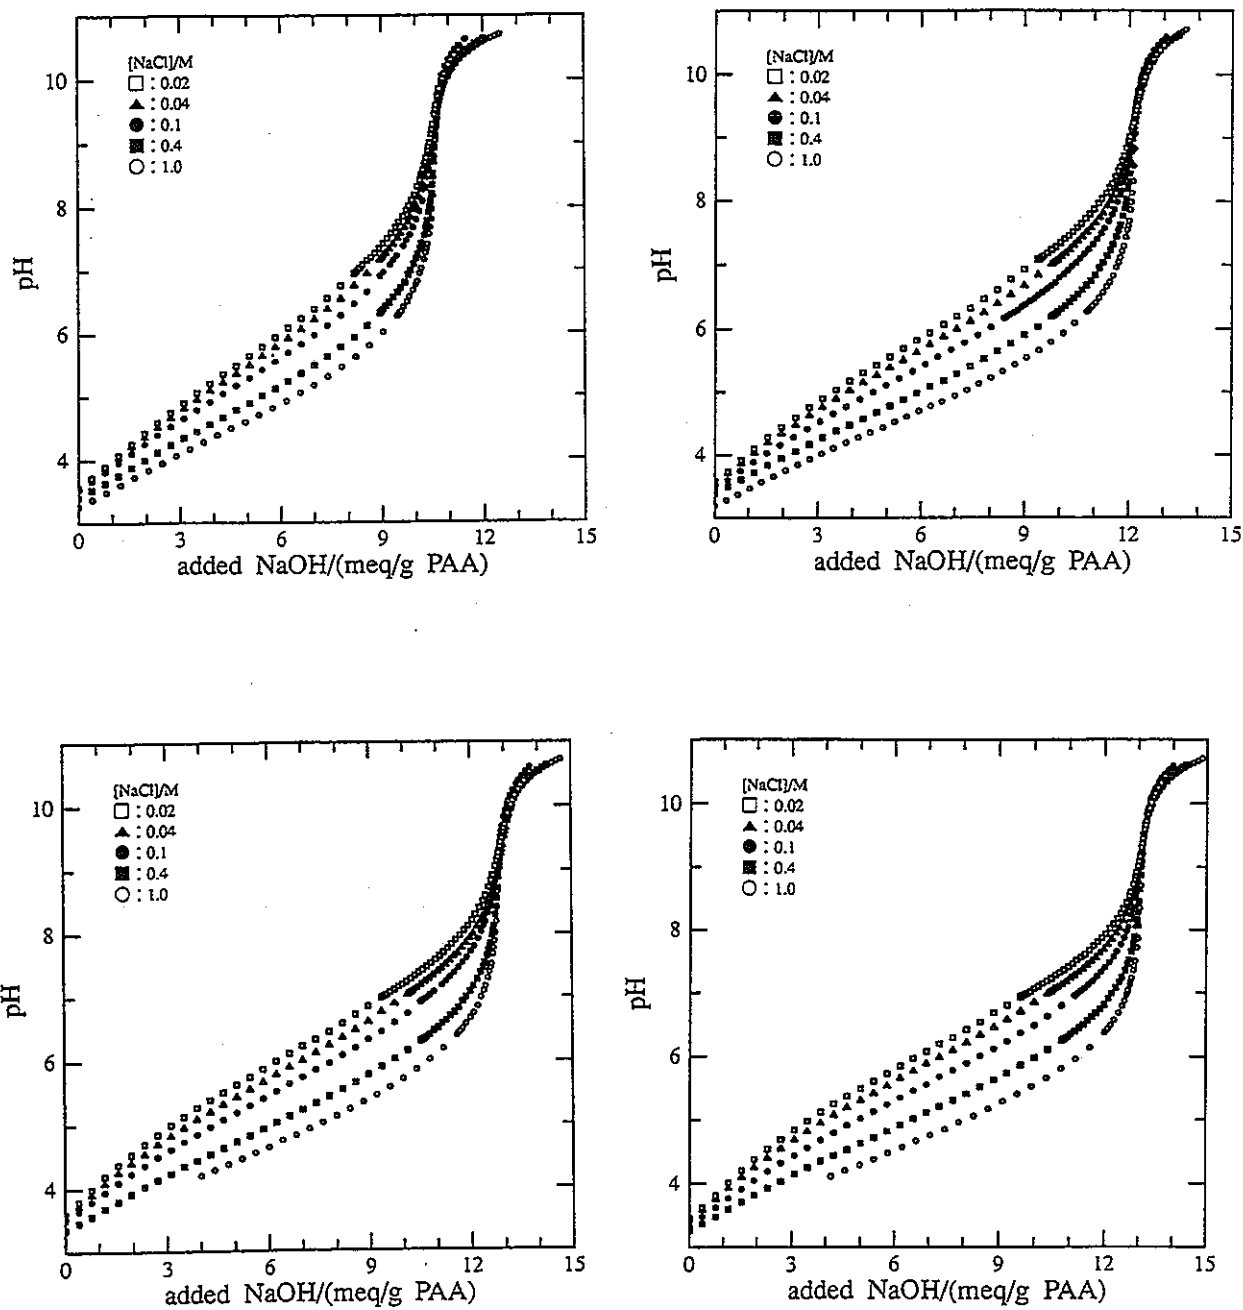 [NaCl]/M
□ : 0.02
▲ : 0.04
● : 0.1
■ : 0.4
○ : 1.0
10
8
6
4
pH
0 3 6 9 12 15
added NaOH/(meq/g PAA)
[NaCl]/M
□ : 0.02
▲ : 0.04
● : 0.1
■ : 0.4
○ : 1.0
10
8
6
4
pH
0 3 6 9 12 15
added NaOH/(meq/g PAA)
[NaCl]/M
□ : 0.02
▲ : 0.04
● : 0.1
■ : 0.4
○ : 1.0
10
8
6
4
pH
0 3 6 9 12 15
added NaOH/(meq/g PAA)
[NaCl]/M
□ : 0.02
▲ : 0.04
● : 0.1
■ : 0.4
○ : 1.0
10
8
6
4
pH
0 3 6 9 12 15
added NaOH/(meq/g PAA)